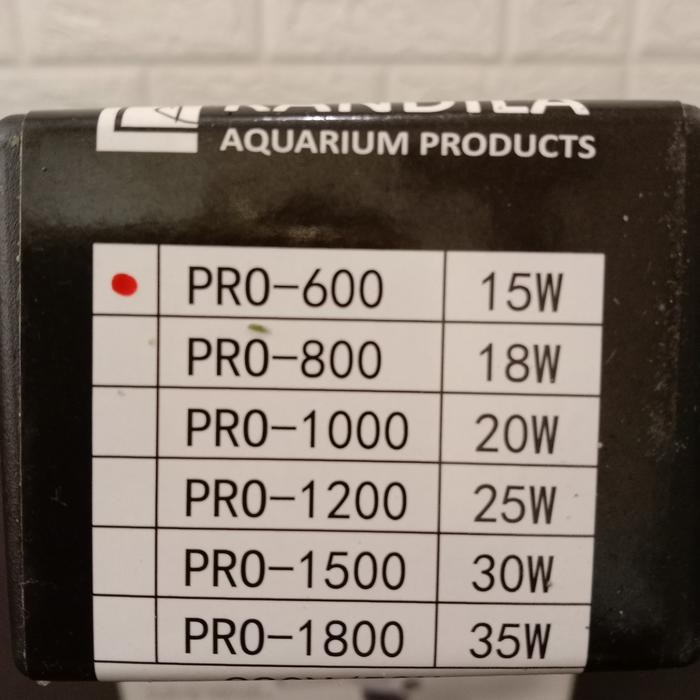 KANDILA
AQUARIUM PRODUCTS
PRO-600 15W
PRO-800 18W
PRO-1000 20W
PRO-1200 25W
PRO-1500 30W
PRO-1800 35W